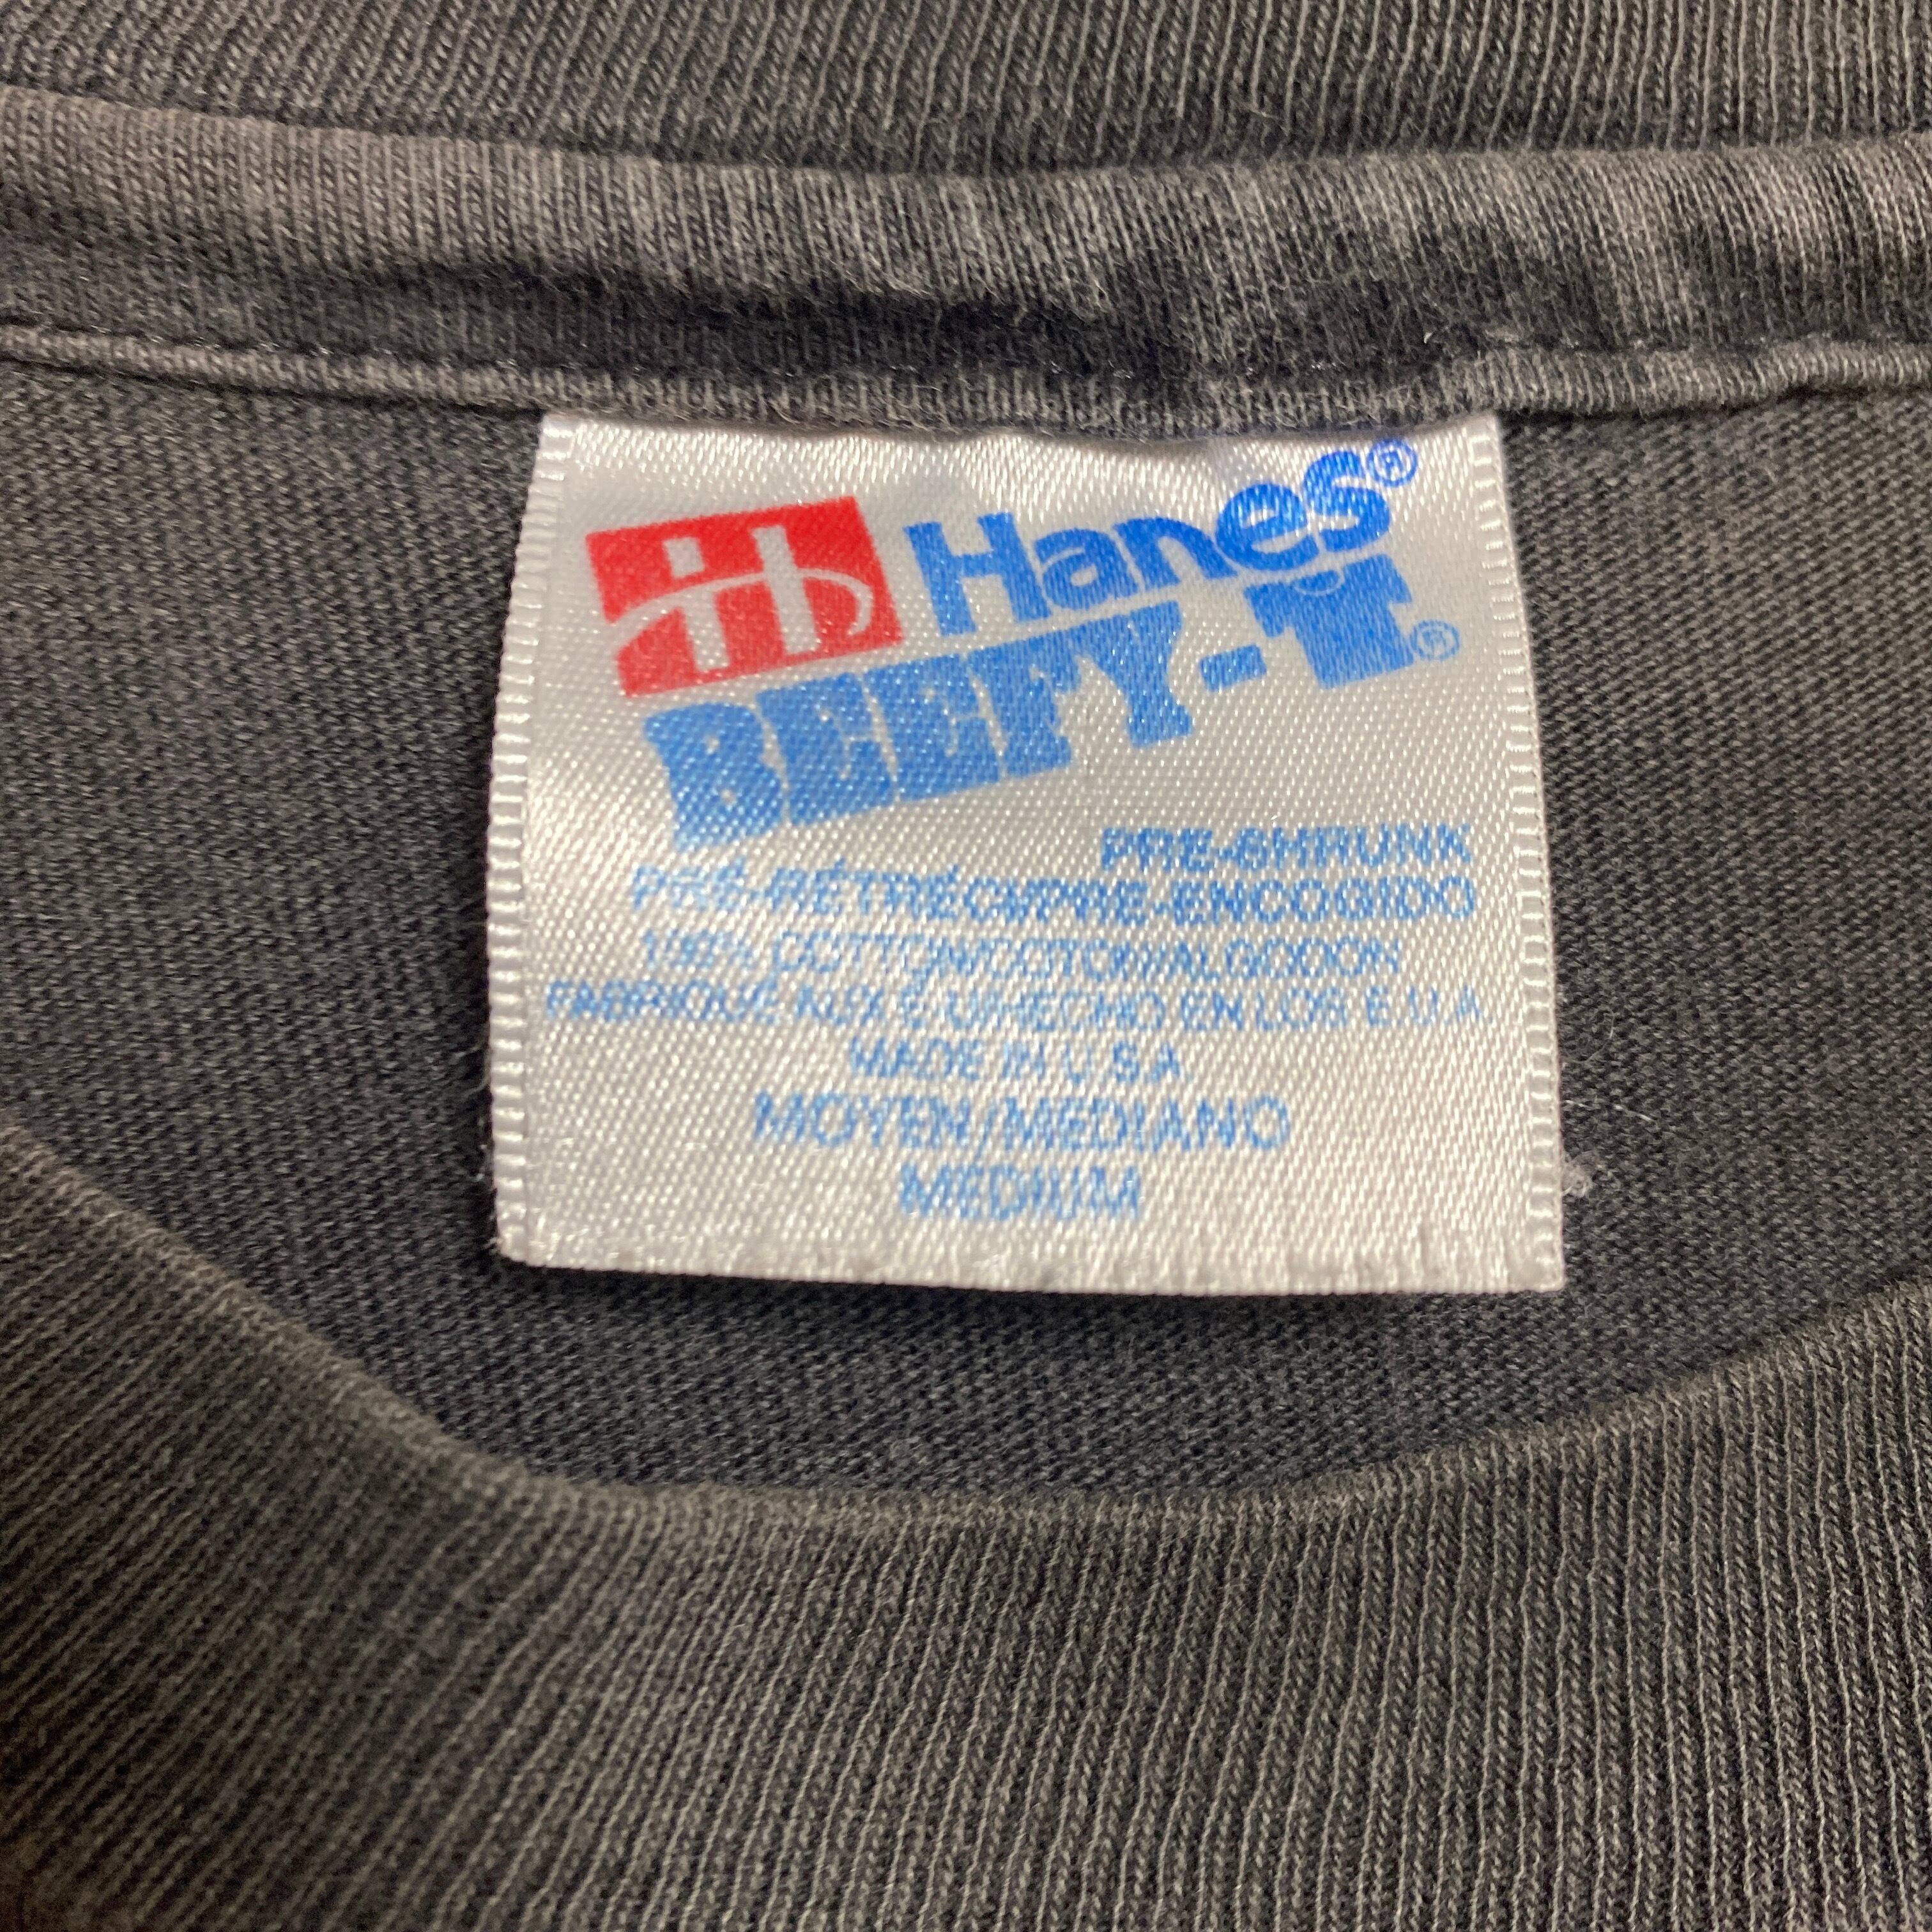 H Hanes®
BEEFY-T®
PRE-SHRUNK
PRÉ-RÉTRÉCI/PRE-ENCOGIDO
100% COTTON/COTON/ALGODON
FABRIQUÉ AUX É.U/HECHO EN LOS E.U.A
MADE IN U.S.A
MOYEN/MEDIANO
MEDIUM